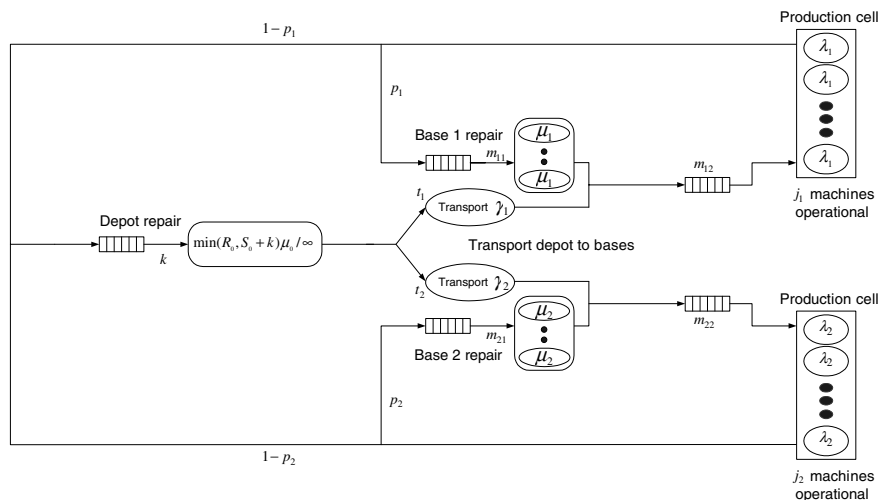 Production cell
1 − p₁
λ₁
λ₁
p₁
Base 1 repair
μ₁
m₁₁
μ₁
m₁₂
λ₁
t₁
Transport γ₁
j₁ machines
operational
Depot repair
min(R₀, S₀ + k)μ₀ / ∞
k
Transport depot to bases
t₂
Transport γ₂
Production cell
μ₂
m₂₁
m₂₂
λ₂
Base 2 repair
μ₂
λ₂
p₂
λ₂
1 − p₂
j₂ machines
operational